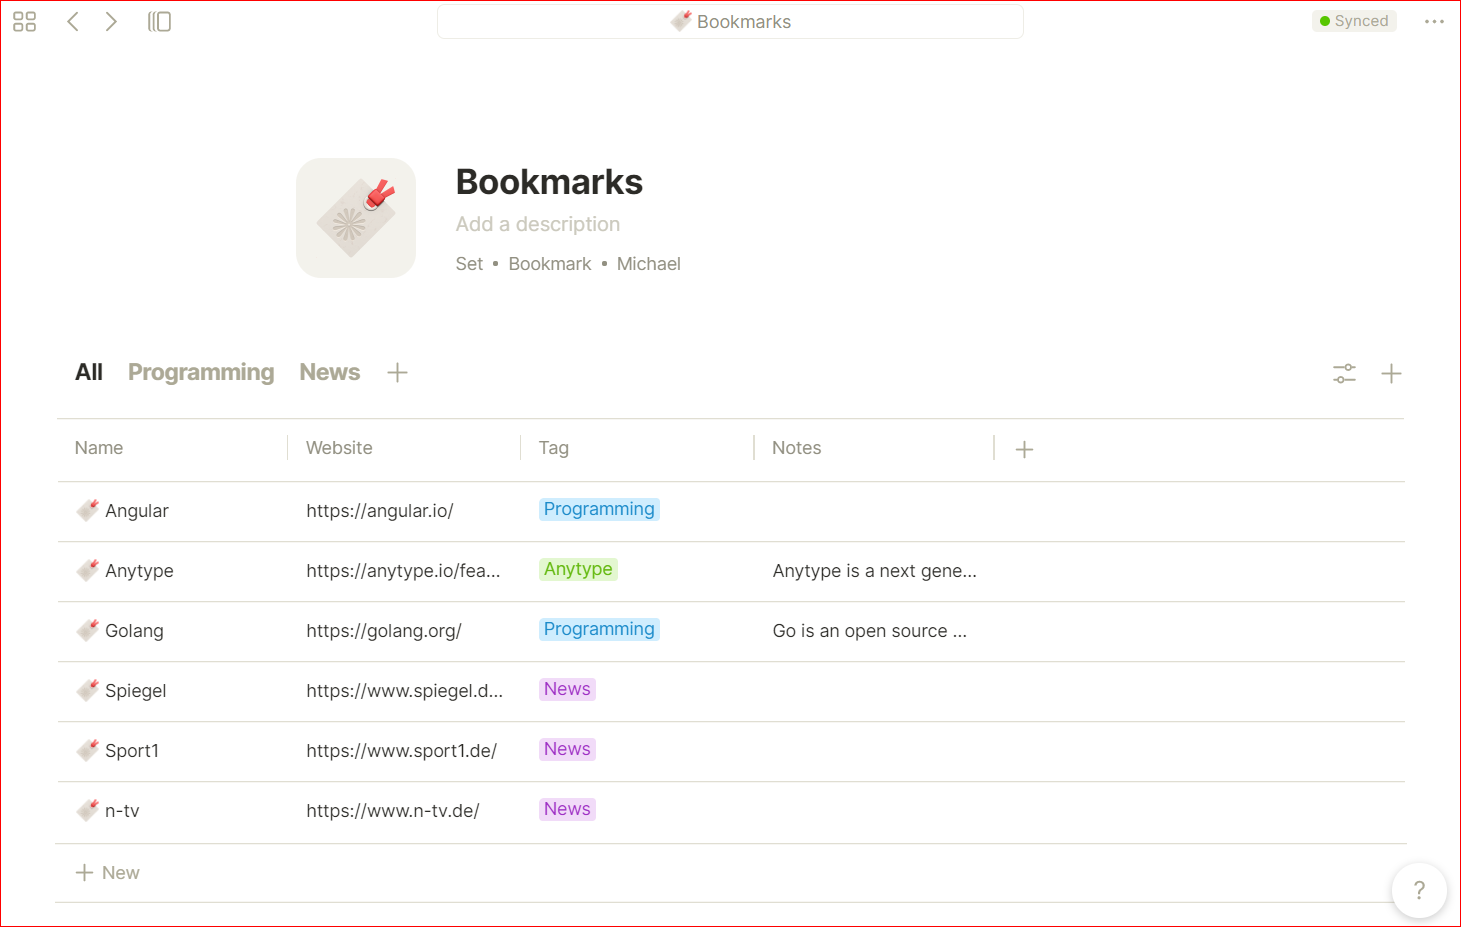 Bookmarks
Synced
Bookmarks
Add a description
Set • Bookmark • Michael
All Programming News
Name Website Tag Notes
Angular https://angular.io/ Programming
Anytype https://anytype.io/fea... Anytype Anytype is a next gene...
Golang https://golang.org/ Programming Go is an open source ...
Spiegel https://www.spiegel.d... News
Sport1 https://www.sport1.de/ News
n-tv https://www.n-tv.de/ News
+ New
?